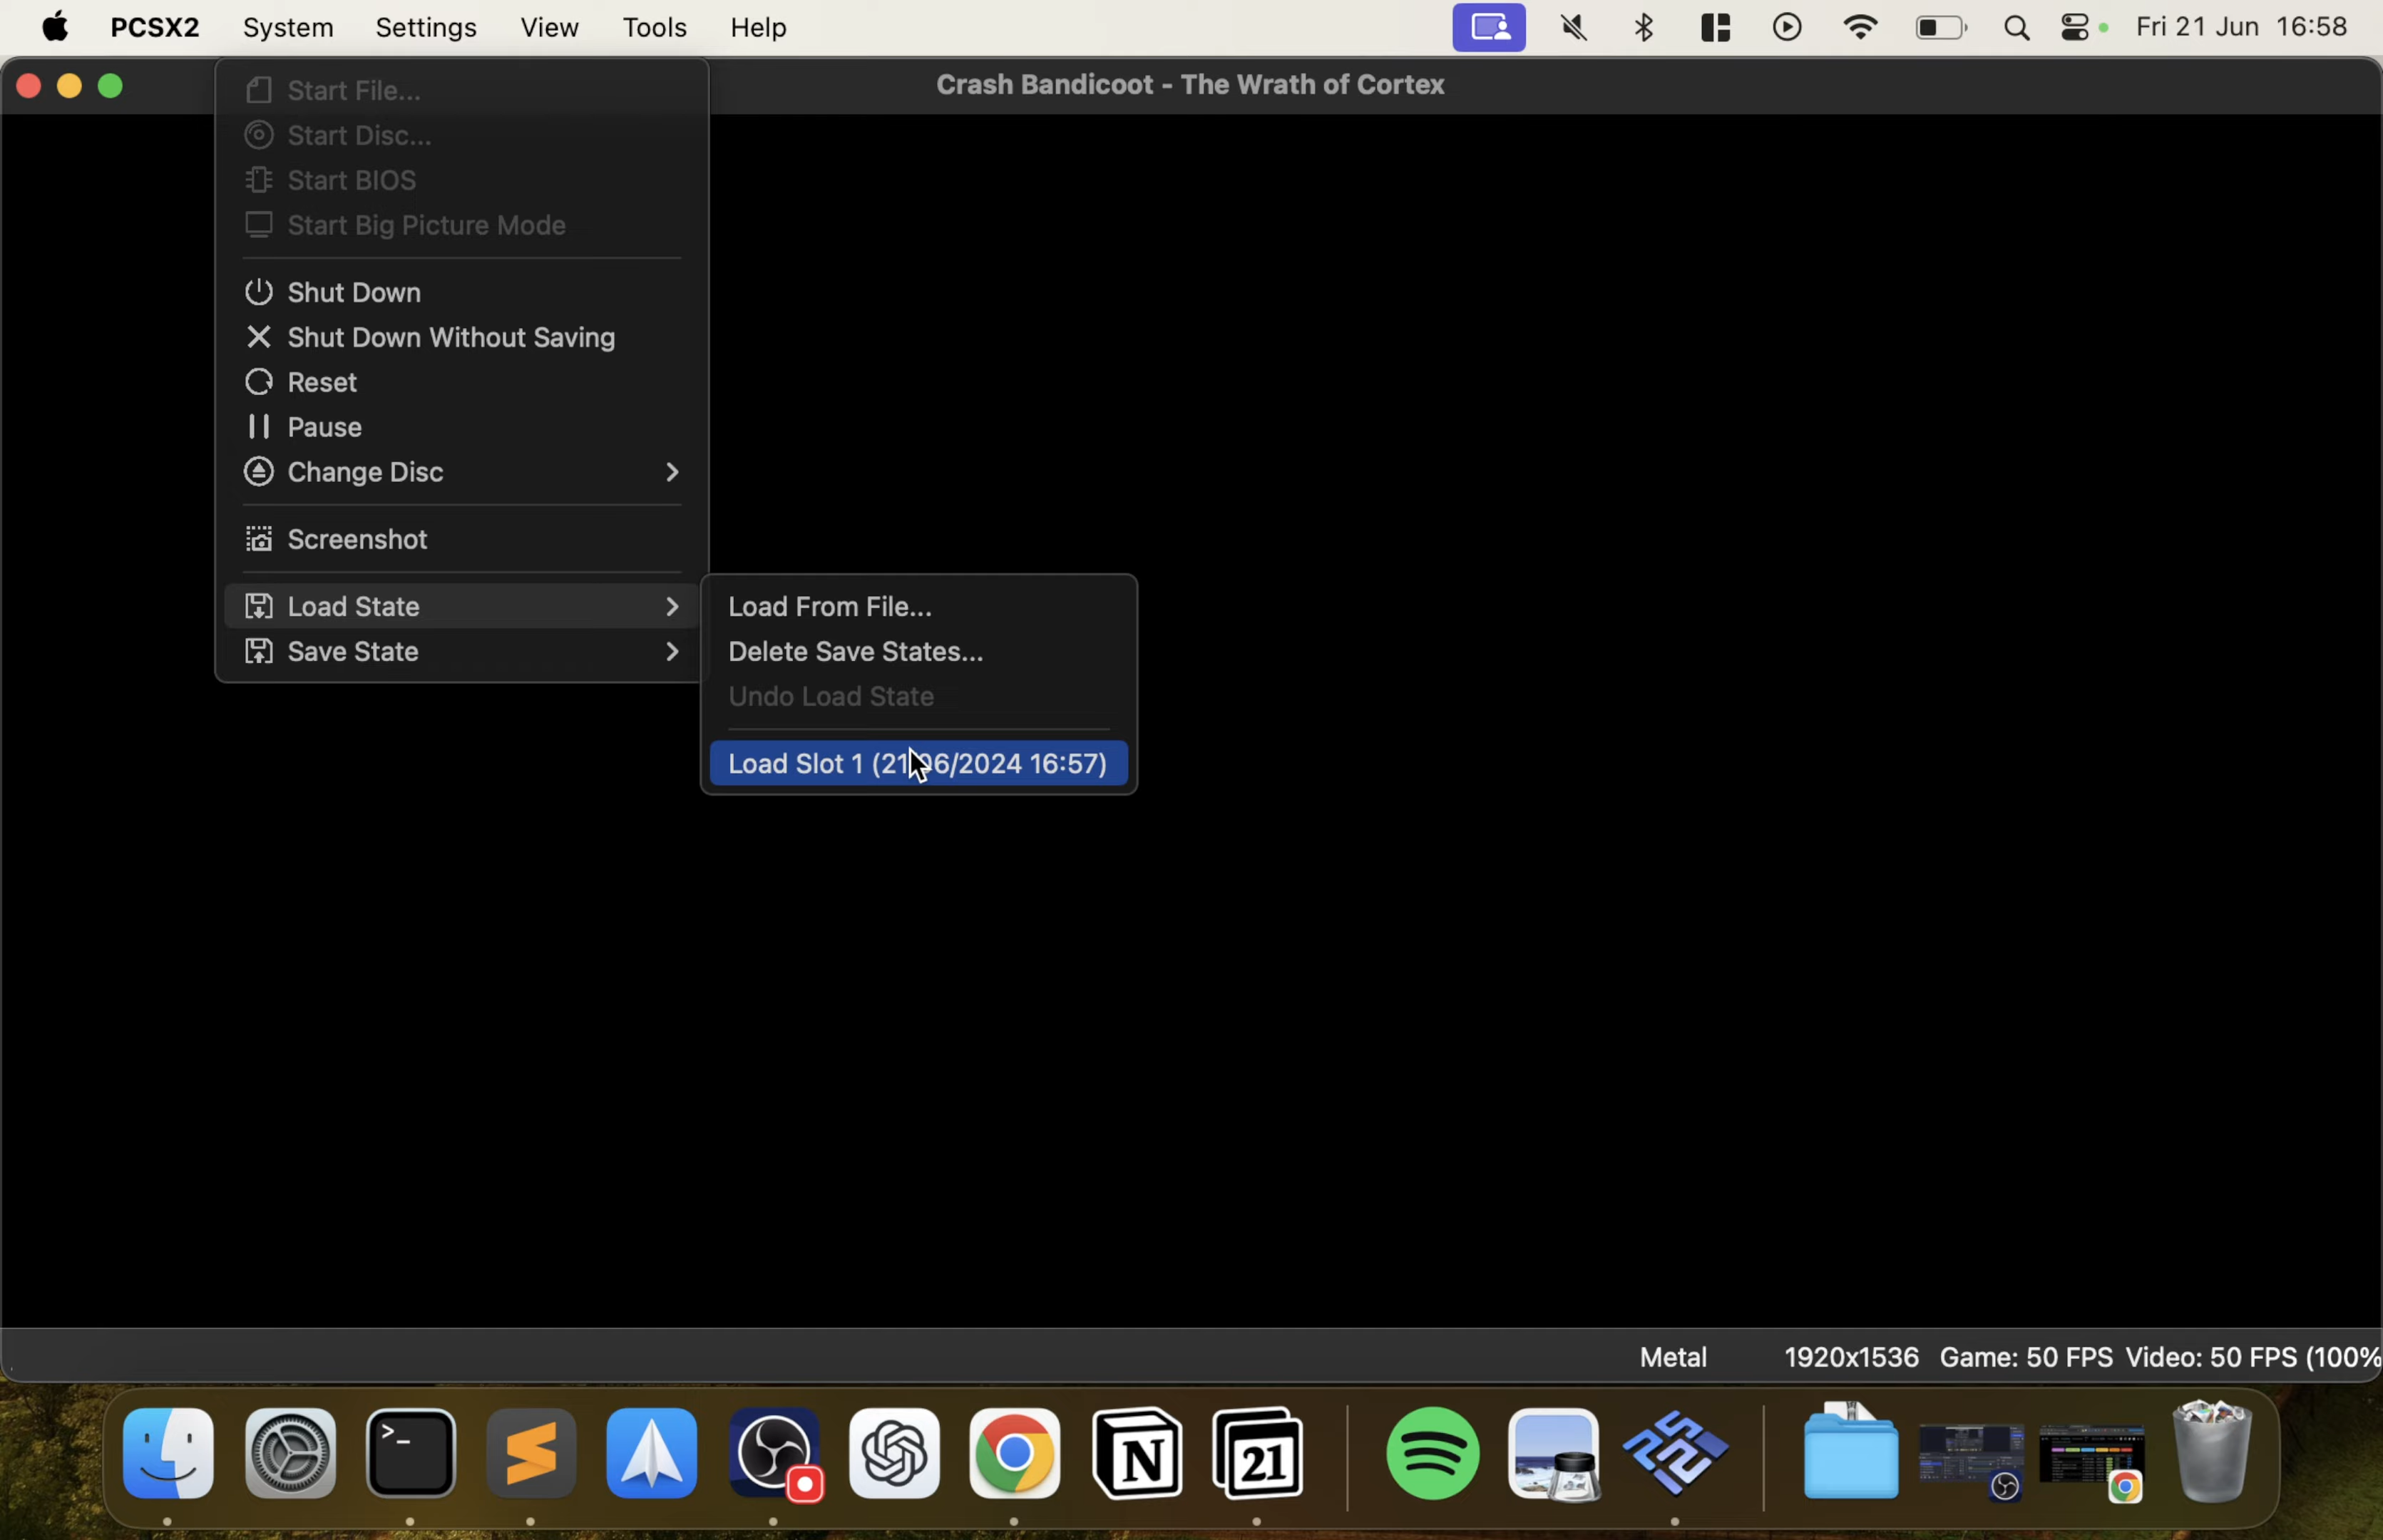 PCSX2 System Settings View Tools Help Fri 21 Jun 16:58
Crash Bandicoot - The Wrath of Cortex
Start File...
Start Disc...
Start BIOS
Start Big Picture Mode
Shut Down
Shut Down Without Saving
Reset
Pause
Change Disc
Screenshot
Load State
Save State
Load From File...
Delete Save States...
Undo Load State
Load Slot 1 (21/06/2024 16:57)
Metal 1920x1536 Game: 50 FPS Video: 50 FPS (100%
>_
N
21